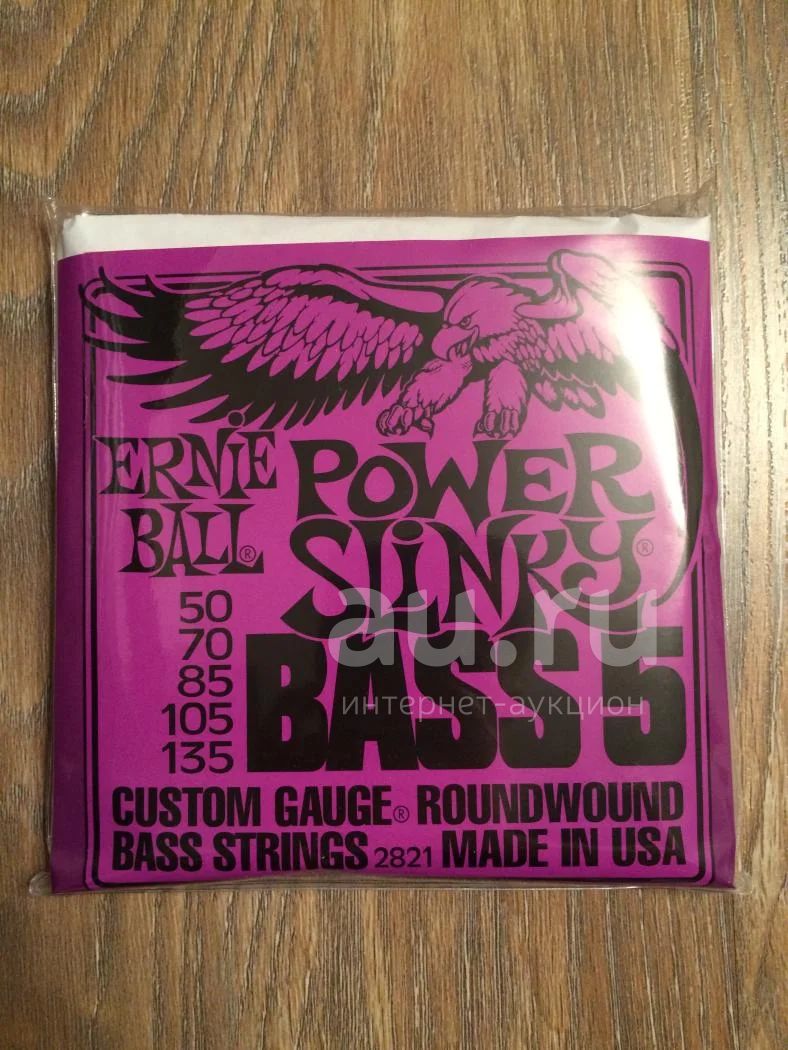 ERNIE
BALL®
POWER
SLINKY®
BASS 5
50
70
85
105
135
CUSTOM GAUGE® ROUNDWOUND
BASS STRINGS 2821 MADE IN USA
au.ru
интернет-аукцион